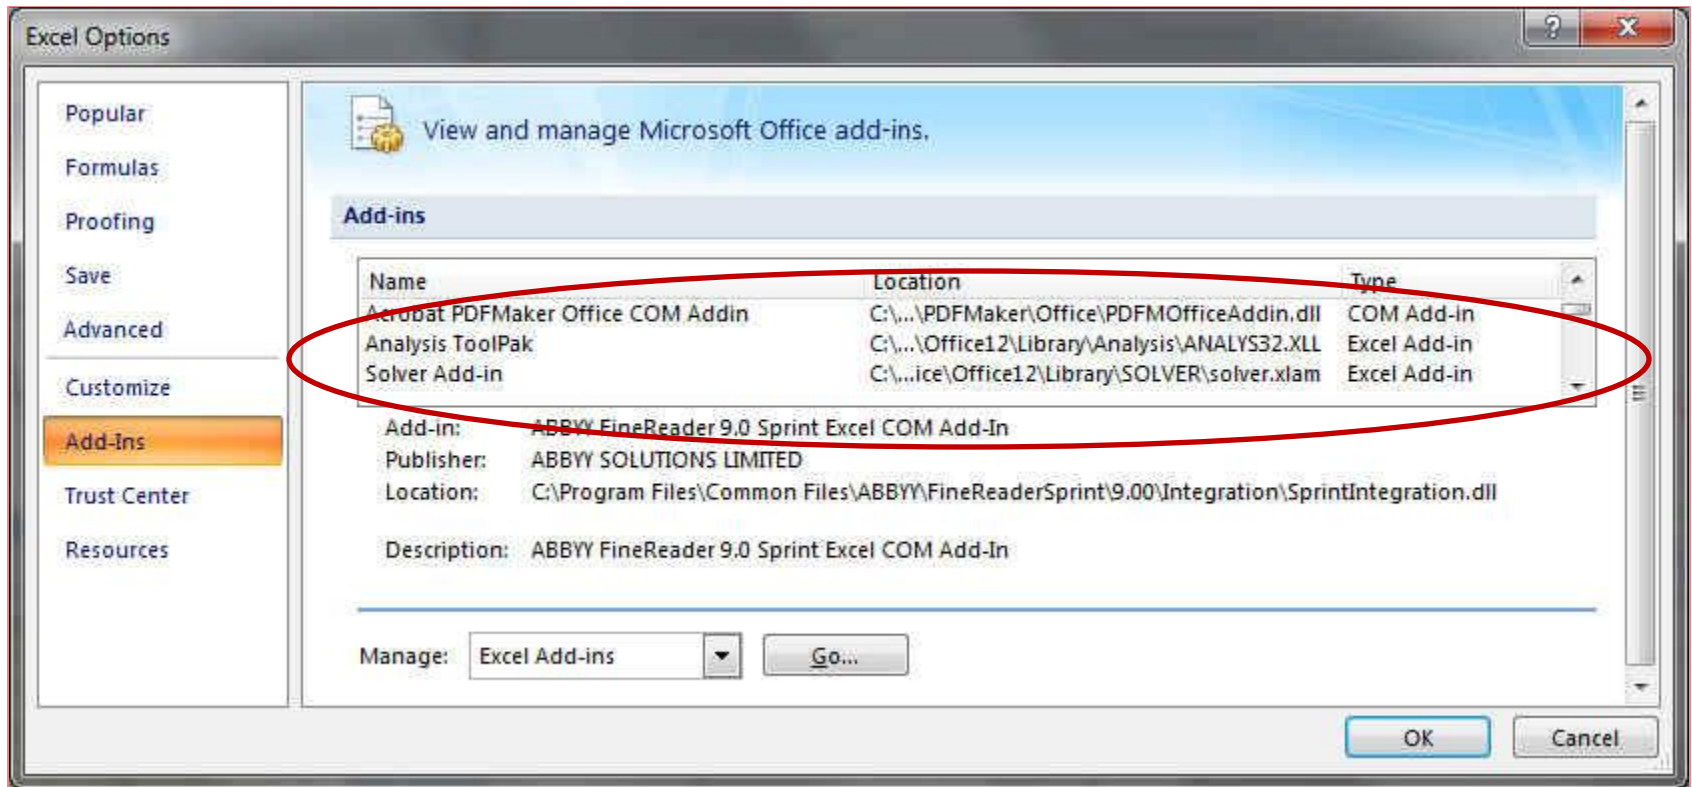 Excel Options
Popular
Formulas
Proofing
Save
Advanced
Customize
Add-Ins
Trust Center
Resources
View and manage Microsoft Office add-ins.
Add-ins
Name Location Type
Acrobat PDFMaker Office COM Addin C:\...\PDFMaker\Office\PDFMOfficeAddin.dll COM Add-in
Analysis ToolPak C:\...\Office12\Library\Analysis\ANALYS32.XLL Excel Add-in
Solver Add-in C:\...ice\Office12\Library\SOLVER\solver.xlam Excel Add-in
Add-in: ABBYY FineReader 9.0 Sprint Excel COM Add-In
Publisher: ABBYY SOLUTIONS LIMITED
Location: C:\Program Files\Common Files\ABBYY\FineReaderSprint\9.00\Integration\SprintIntegration.dll
Description: ABBYY FineReader 9.0 Sprint Excel COM Add-In
Manage: Excel Add-ins Go...
OK Cancel